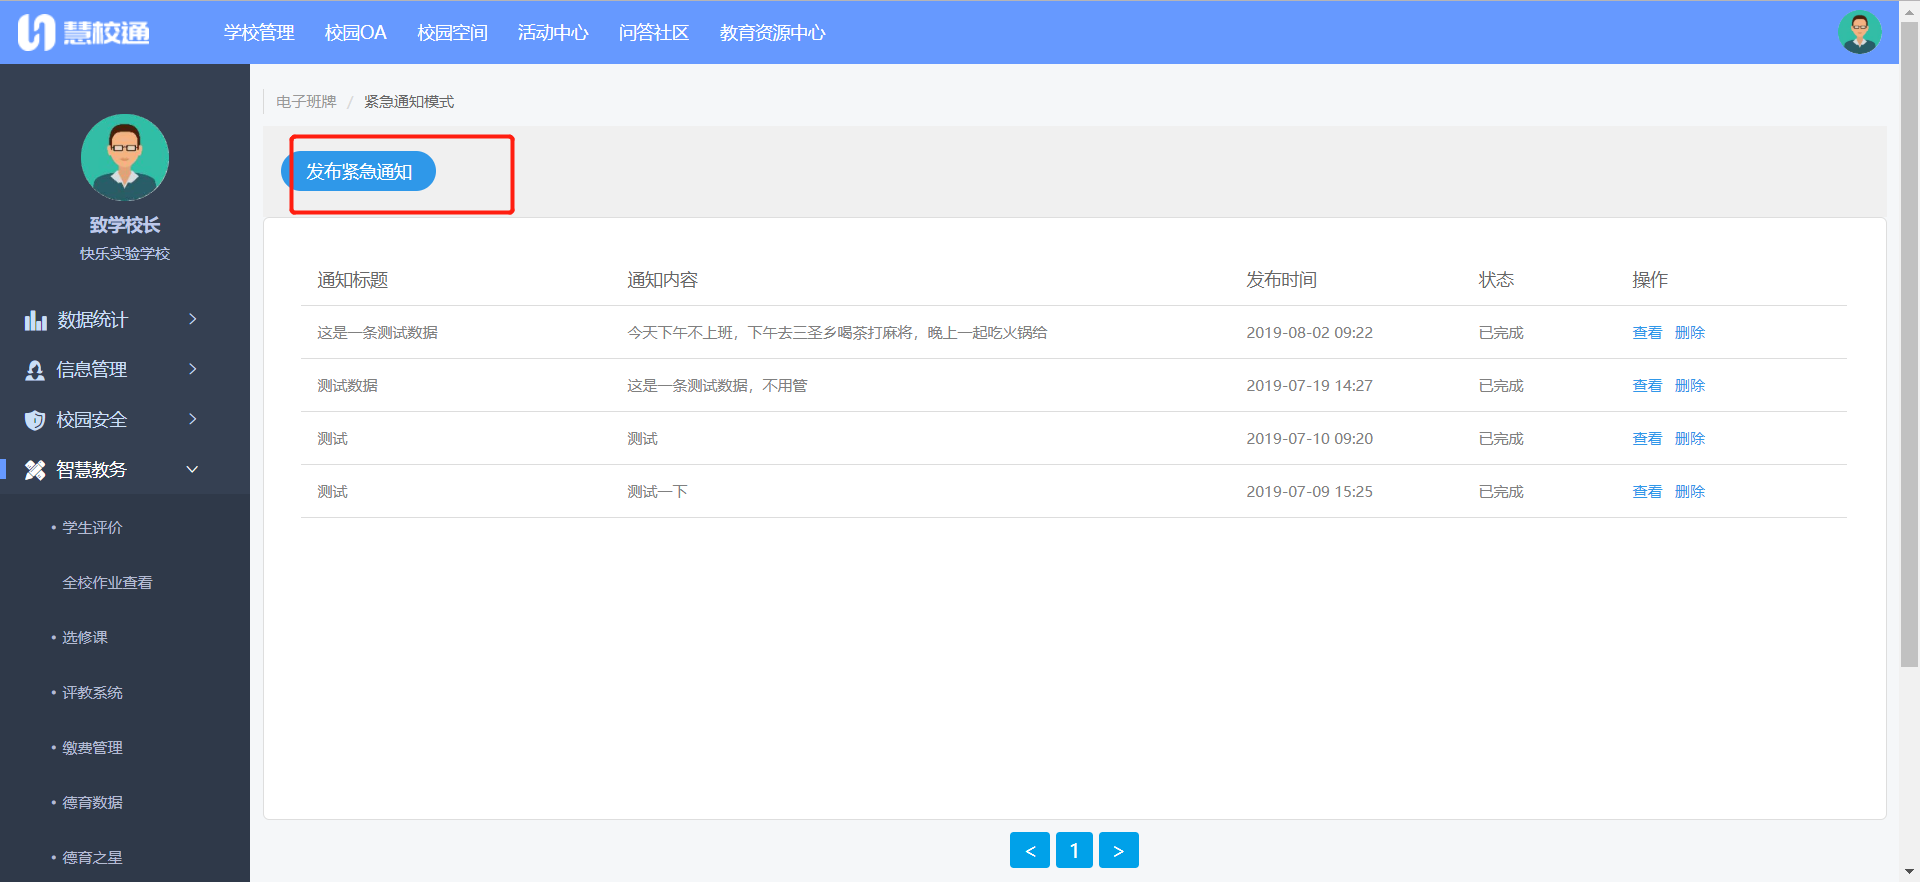 慧校通 学校管理 校园OA 校园空间 活动中心 问答社区 教育资源中心
致学校长
快乐实验学校
数据统计
信息管理
校园安全
智慧教务
• 学生评价
全校作业查看
• 选修课
• 评教系统
• 缴费管理
• 德育数据
• 德育之星
电子班牌 / 紧急通知模式
发布紧急通知
通知标题 通知内容 发布时间 状态 操作
这是一条测试数据 今天下午不上班，下午去三圣乡喝茶打麻将，晚上一起吃火锅给 2019-08-02 09:22 已完成 查看 删除
测试数据 这是一条测试数据，不用管 2019-07-19 14:27 已完成 查看 删除
测试 测试 2019-07-10 09:20 已完成 查看 删除
测试 测试一下 2019-07-09 15:25 已完成 查看 删除
< 1 >